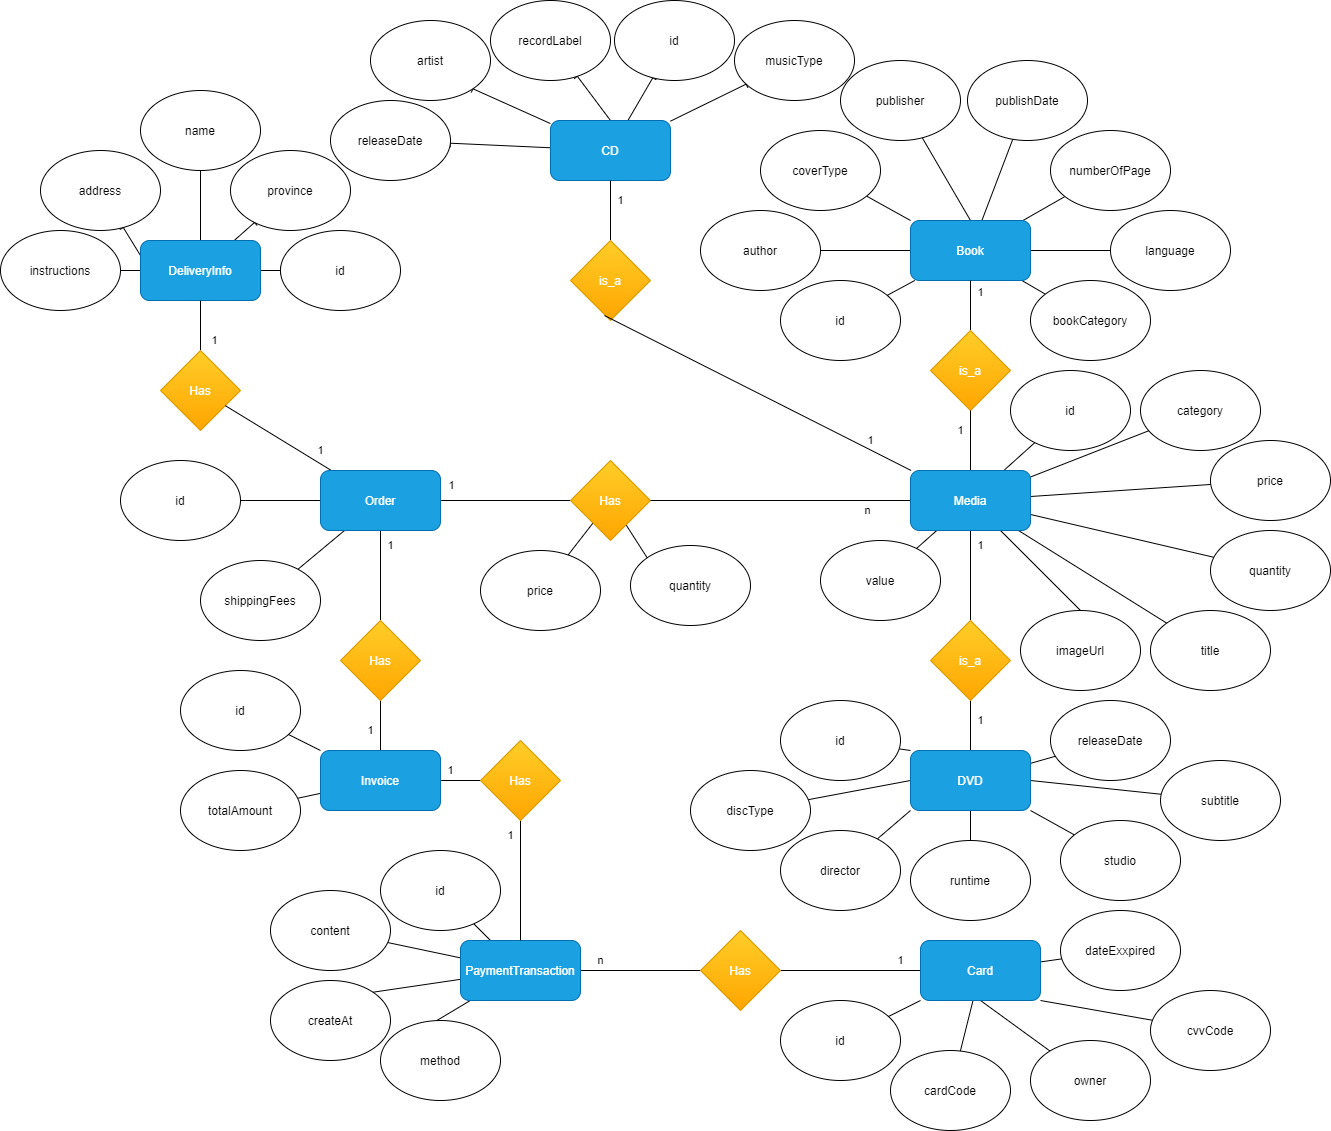 recordLabel
id
artist
musicType
publisher
publishDate
name
releaseDate
CD
coverType
numberOfPage
address
province
1
author
Book
language
instructions
DeliveryInfo
id
is_a
1
id
bookCategory
1
is_a
Has
id
category
1
1
1
price
1
1
id
Order
Has
Media
n
1
1
quantity
value
price
quantity
shippingFees
imageUrl
title
Has
is_a
id
1
1
id
releaseDate
1
Invoice
Has
DVD
subtitle
totalAmount
discType
1
studio
director
runtime
id
content
dateExxpired
n
1
PaymentTransaction
Has
Card
createAt
cvvCode
id
method
cardCode
owner